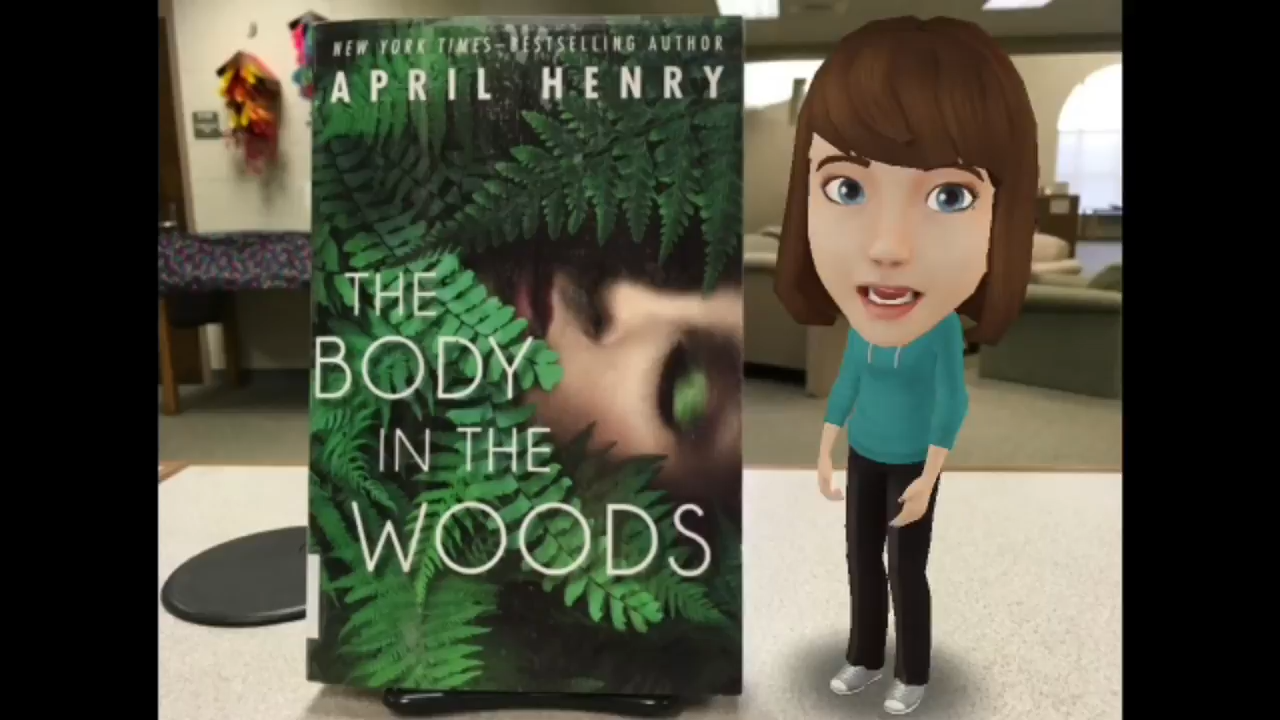 NEW YORK TIMES–BESTSELLING AUTHOR
APRIL HENRY
THE
BODY
IN THE
WOODS